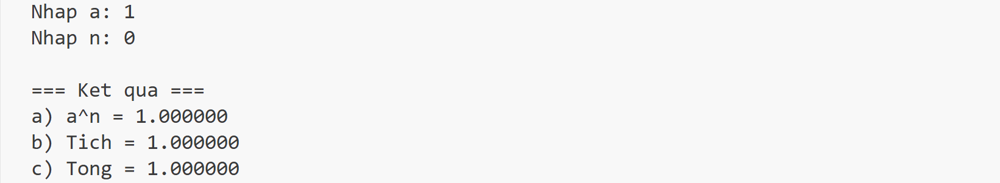 Nhap a: 1
Nhap n: 0
=== Ket qua ===
a) a^n = 1.000000
b) Tich = 1.000000
c) Tong = 1.000000